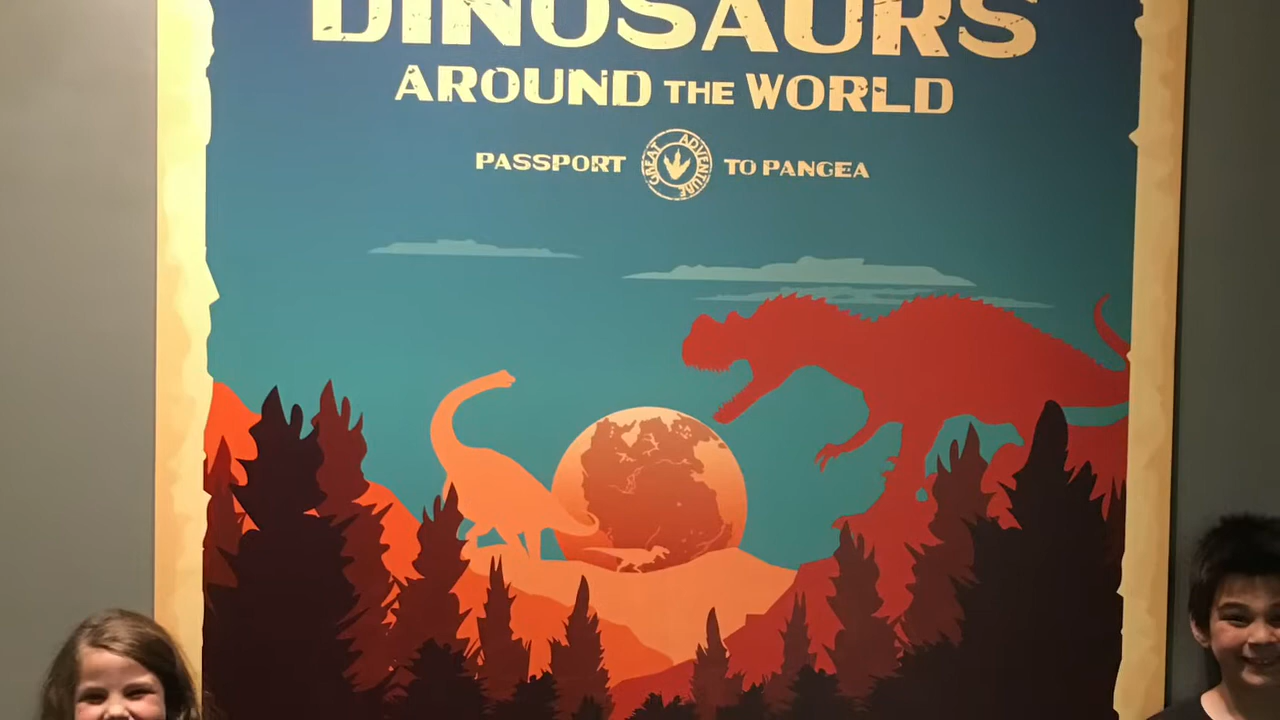 DINOSAURS
AROUND THE WORLD
PASSPORT GREAT ADVENTURE TO PANGEA